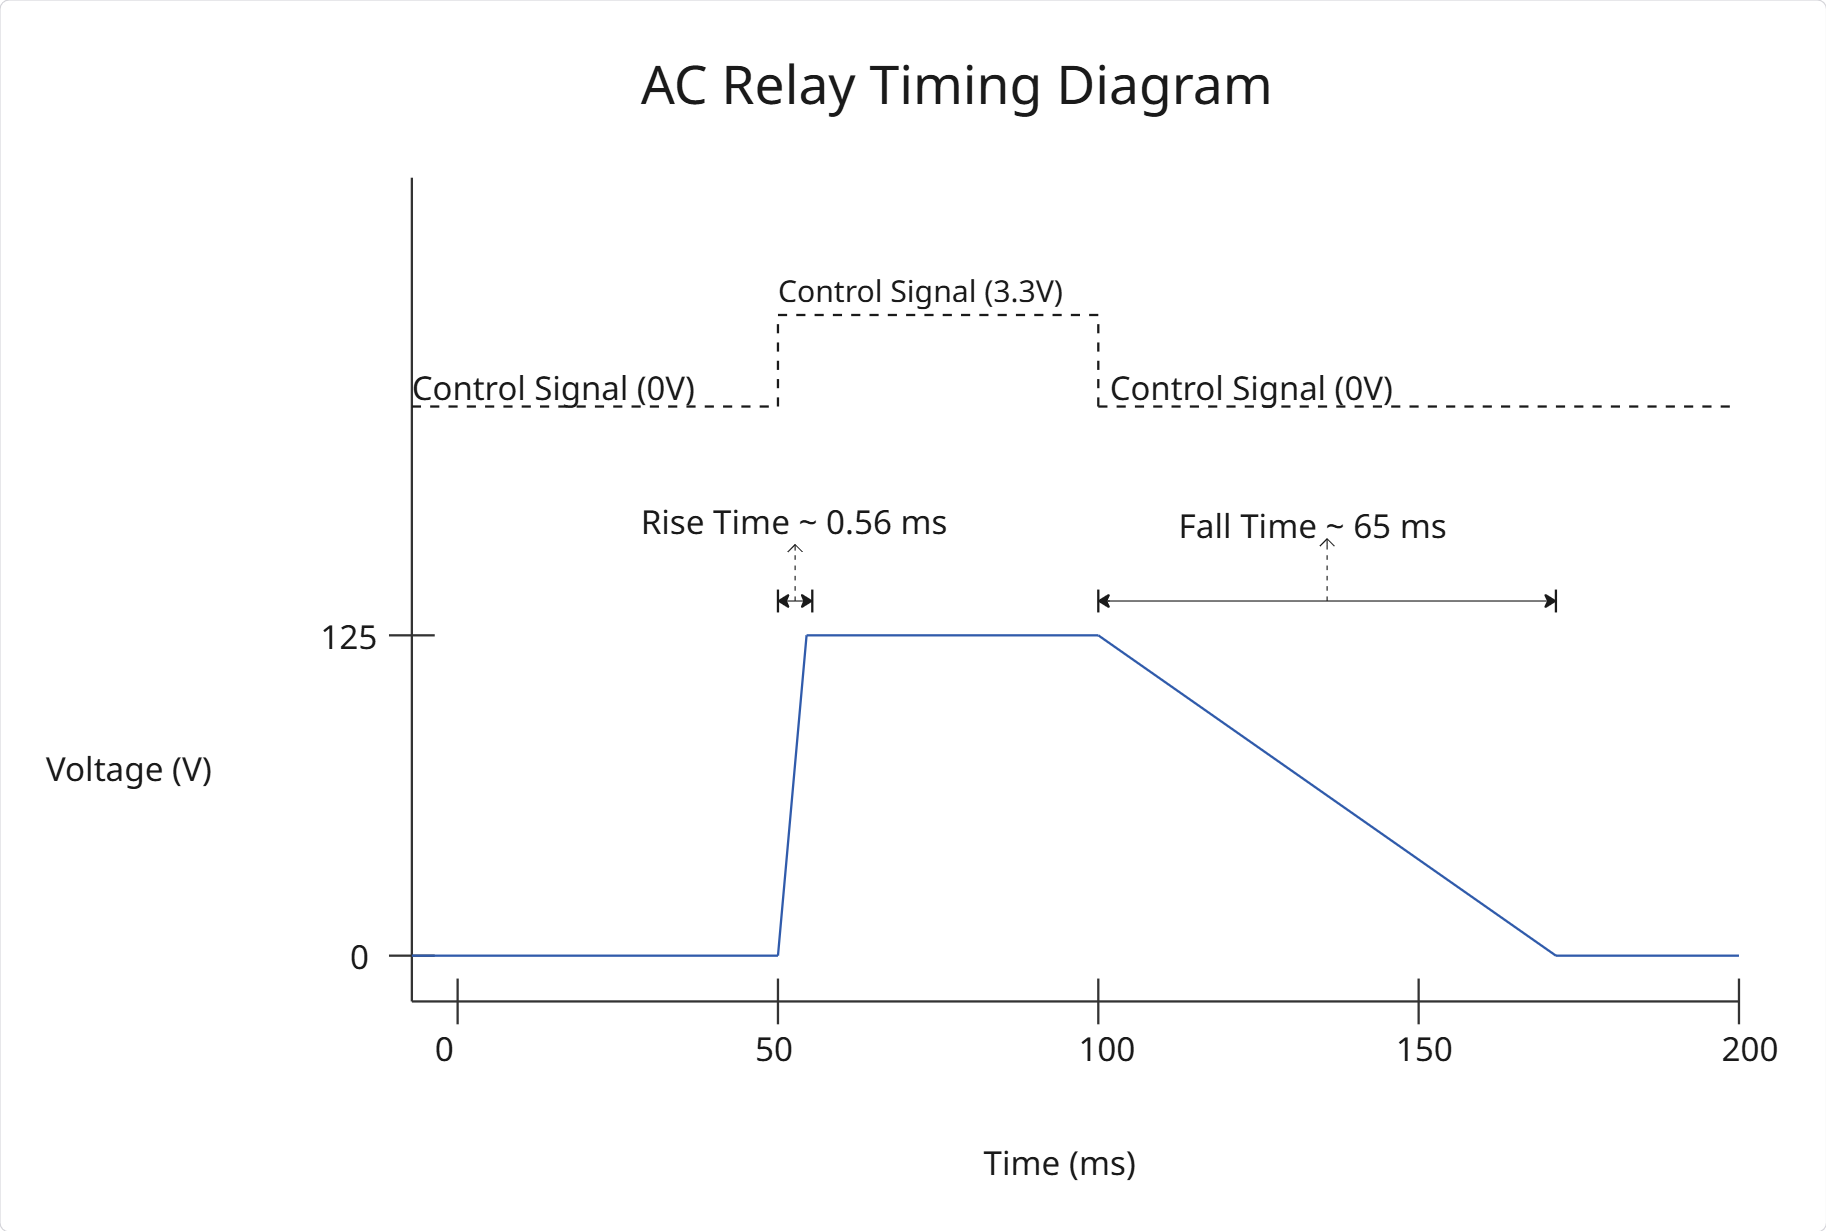 AC Relay Timing Diagram
Control Signal (3.3V)
Control Signal (0V)
Control Signal (0V)
Rise Time ~ 0.56 ms
Fall Time ~ 65 ms
125
Voltage (V)
0
0
50
100
150
200
Time (ms)